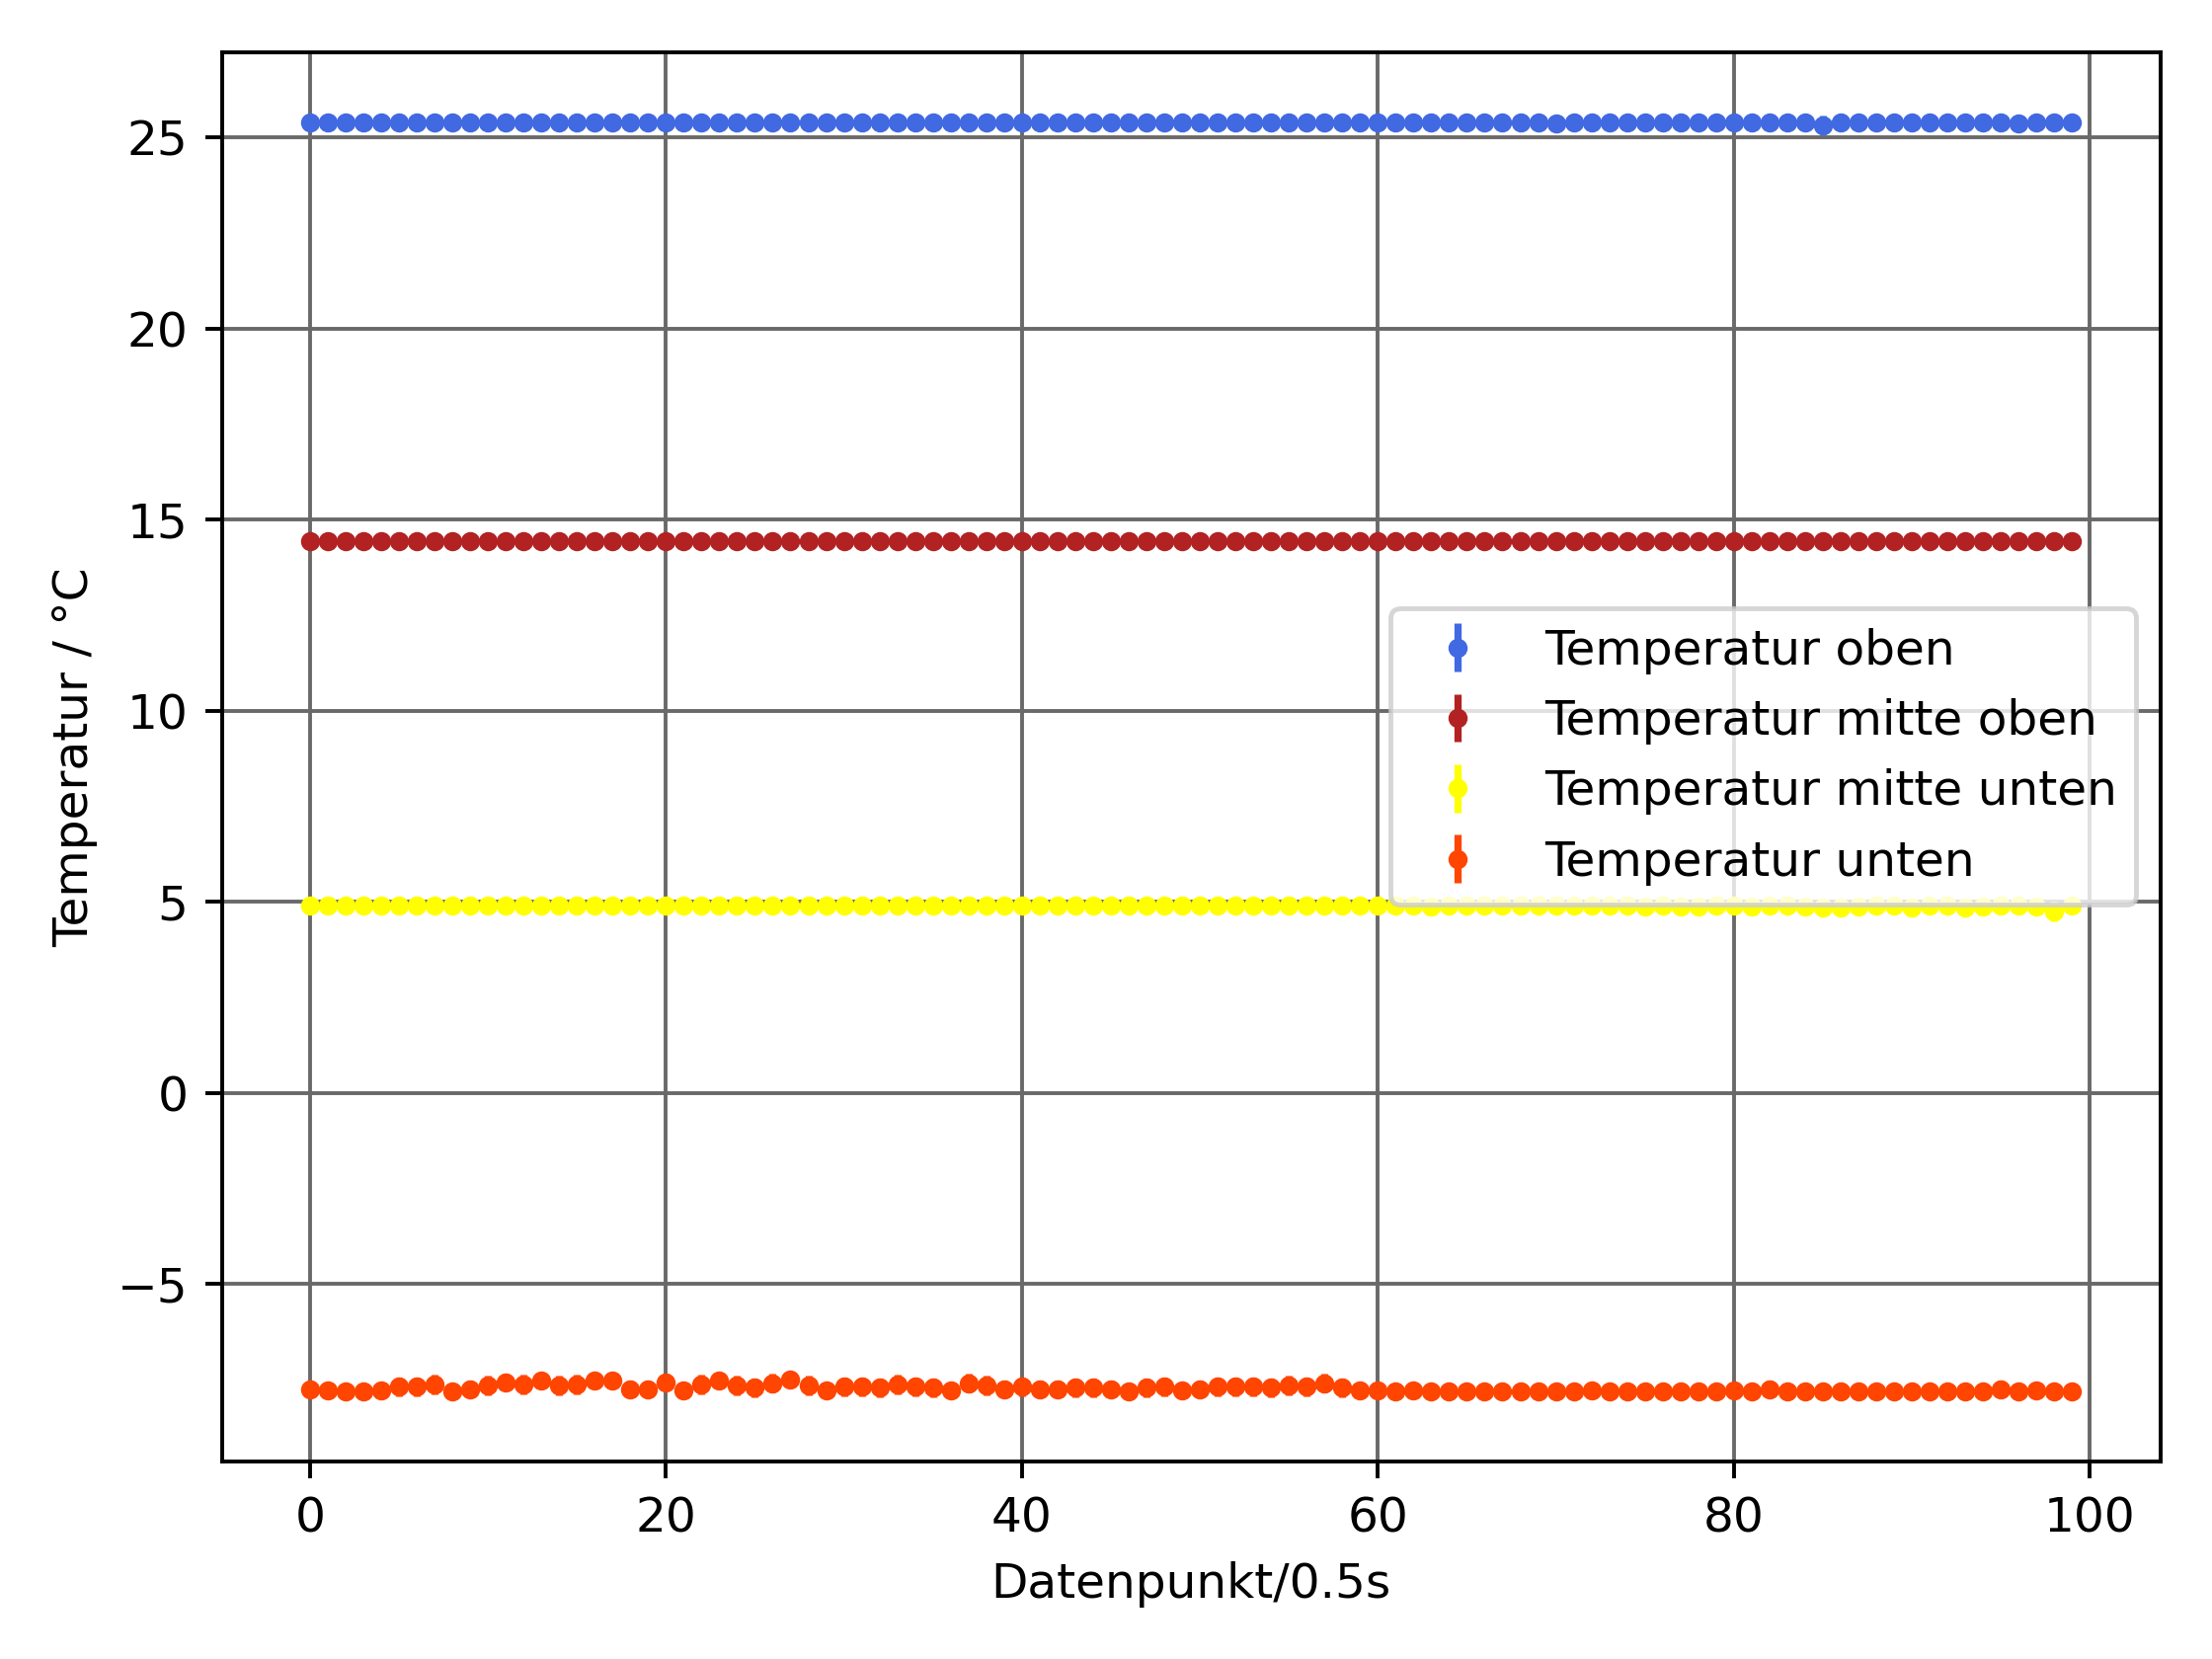 25
20
15
10
5
0
−5
Temperatur / °C
Temperatur oben
Temperatur mitte oben
Temperatur mitte unten
Temperatur unten
0 20 40 60 80 100
Datenpunkt/0.5s